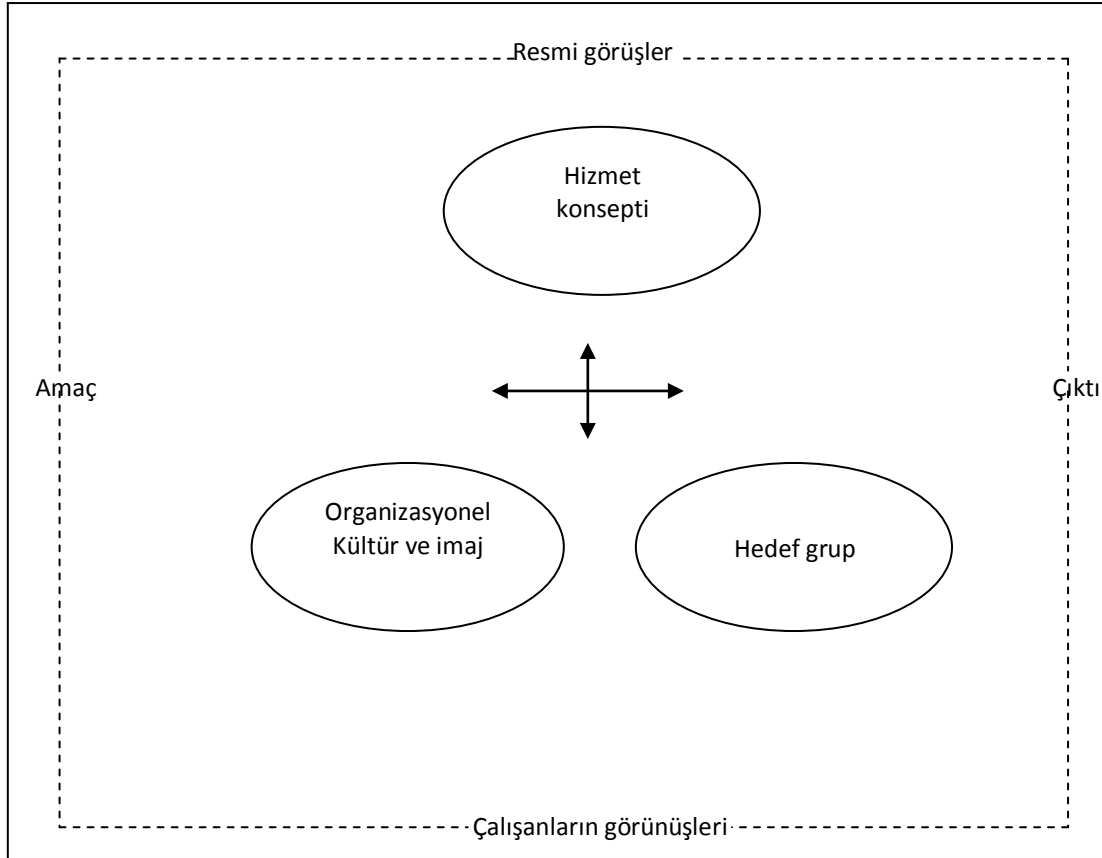 Resmi görüşler
Hizmet
konsepti
Amaç
Çıktı
Organizasyonel
Kültür ve imaj
Hedef grup
Çalışanların görünüşleri